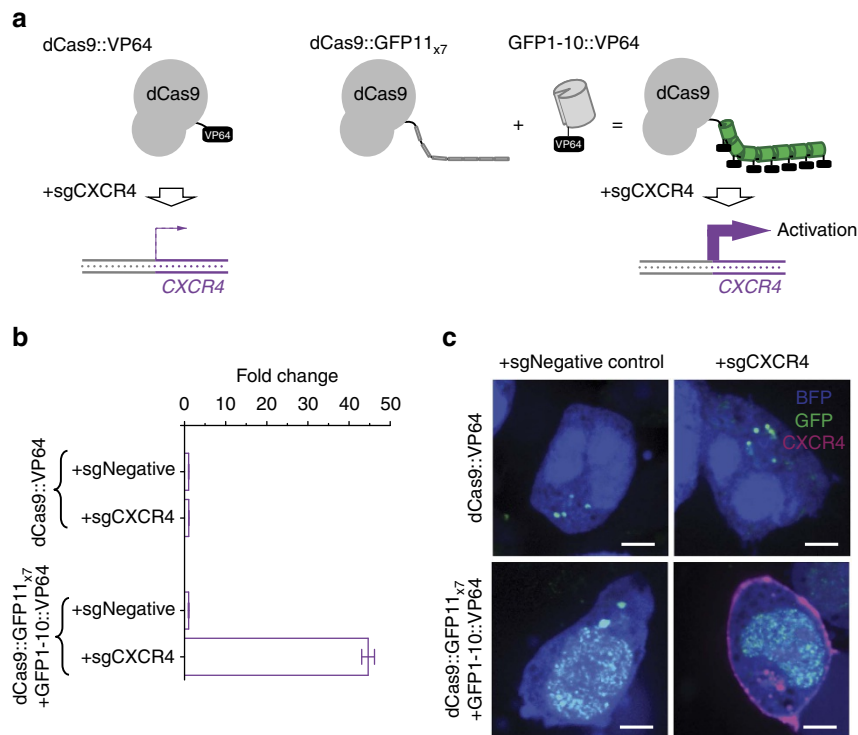 a
dCas9::VP64
dCas9::GFP11x7
GFP1-10::VP64
dCas9
VP64
dCas9
+
VP64
=
dCas9
+sgCXCR4
+sgCXCR4
Activation
CXCR4
CXCR4
b
Fold change
0 10 20 30 40 50
dCas9::VP64
+sgNegative
+sgCXCR4
dCas9::GFP11x7
+GFP1-10::VP64
+sgNegative
+sgCXCR4
c
+sgNegative control
+sgCXCR4
dCas9::VP64
BFP
GFP
CXCR4
dCas9::GFP11x7
+GFP1-10::VP64